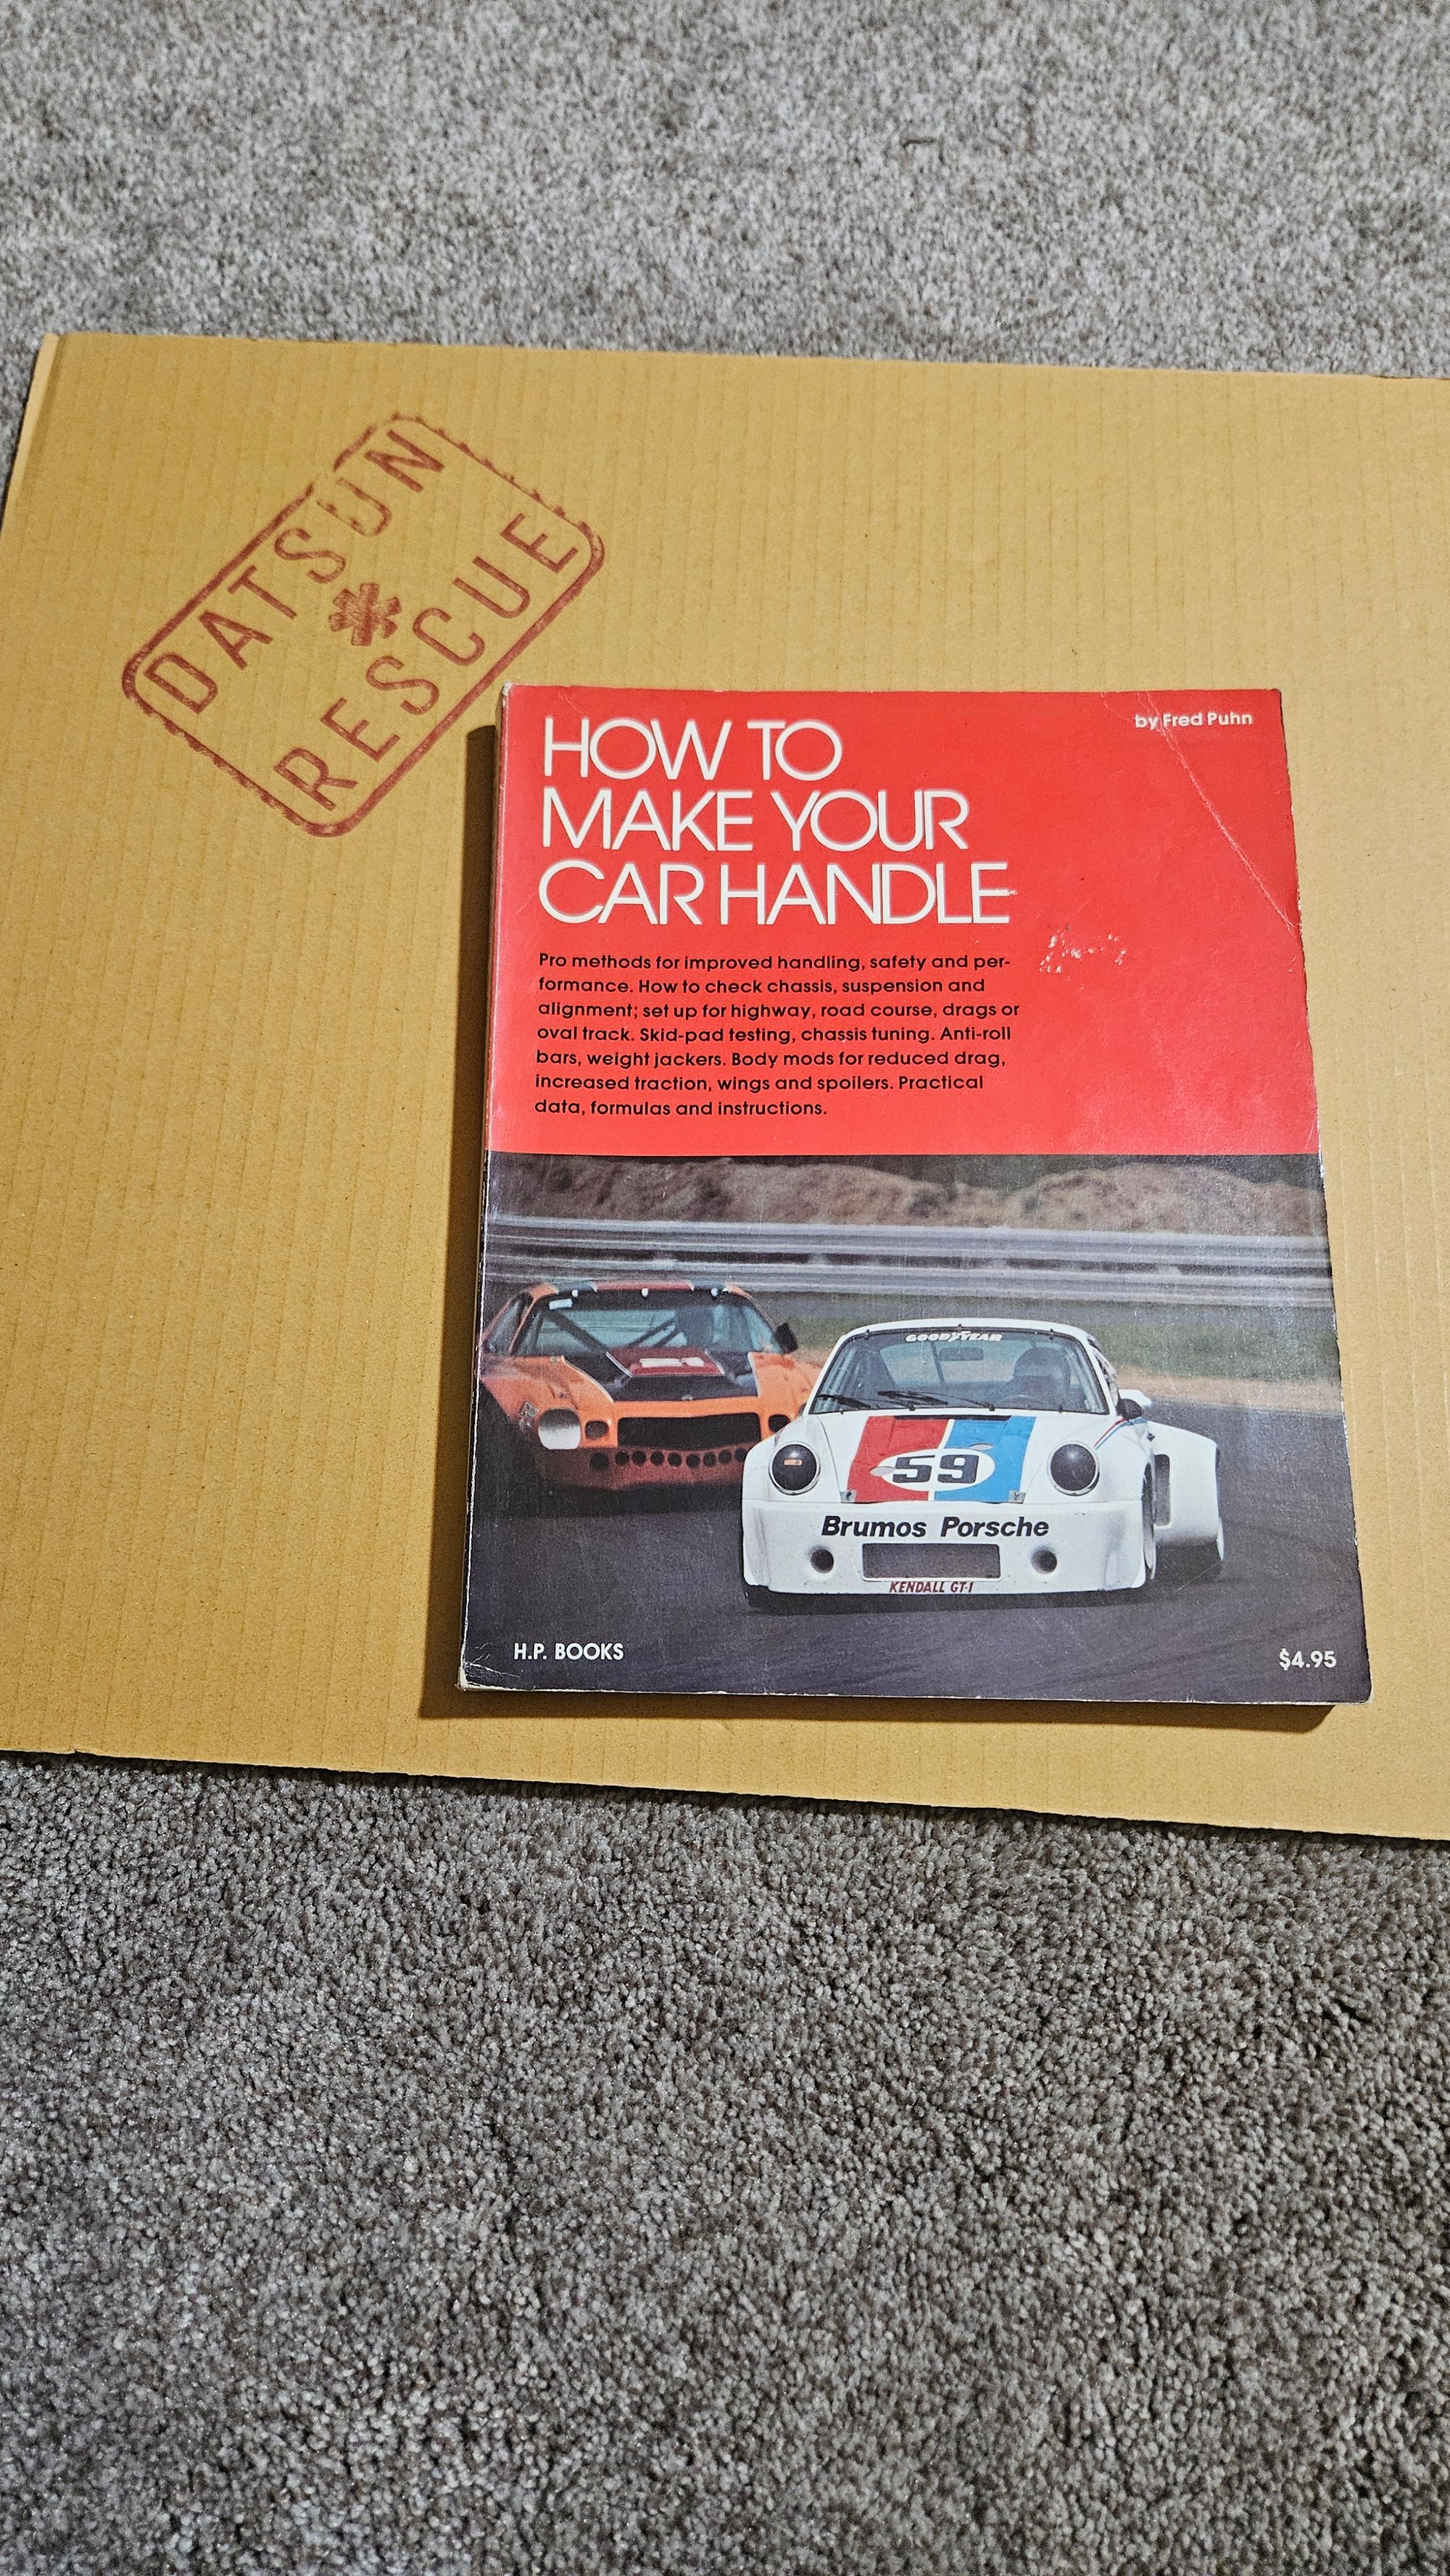 DATSUN
RESCUE
by Fred Puhn
HOW TO
MAKE YOUR
CAR HANDLE
Pro methods for improved handling, safety and per-
formance. How to check chassis, suspension and
alignment; set up for highway, road course, drags or
oval track. Skid-pad testing, chassis tuning. Anti-roll
bars, weight jackers. Body mods for reduced drag,
increased traction, wings and spoilers. Practical
data, formulas and instructions.
GOODYEAR
59
Brumos Porsche
KENDALL GT-1
H.P. BOOKS
$4.95